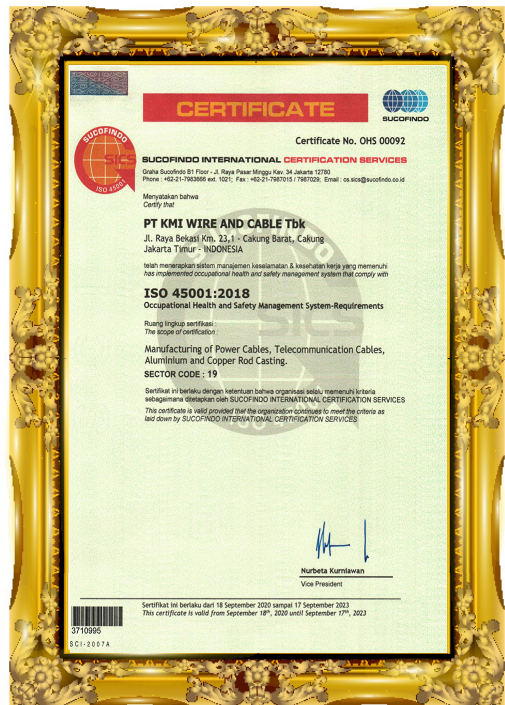 CERTIFICATE
SUCOFINDO
Certificate No. OHS 00092
SUCOFINDO
SICS
ISO 45001
SUCOFINDO INTERNATIONAL CERTIFICATION SERVICES
Graha Sucofindo B1 Floor - Jl. Raya Pasar Minggu Kav. 34 Jakarta 12780
Phone : +62-21-7983666 ext. 1021; Fax : +62-21-7987015 / 7987029; Email : cs.sics@sucofindo.co.id
Menyatakan bahwa
Certify that
PT KMI WIRE AND CABLE Tbk
Jl. Raya Bekasi Km. 23,1 - Cakung Barat, Cakung
Jakarta Timur - INDONESIA
telah menerapkan sistem manajemen keselamatan & kesehatan kerja yang memenuhi
has implemented occupational health and safety management system that comply with
ISO 45001:2018
Occupational Health and Safety Management System-Requirements
Ruang lingkup sertifikasi :
The scope of certification :
Manufacturing of Power Cables, Telecommunication Cables,
Aluminium and Copper Rod Casting.
SECTOR CODE : 19
Sertifikat ini berlaku dengan ketentuan bahwa organisasi selalu memenuhi kriteria
sebagaimana ditetapkan oleh SUCOFINDO INTERNATIONAL CERTIFICATION SERVICES
This certificate is valid provided that the organization continues to meet the criteria as
laid down by SUCOFINDO INTERNATIONAL CERTIFICATION SERVICES
Nurbeta Kurniawan
Vice President
Sertifikat ini berlaku dari 18 September 2020 sampai 17 September 2023
This certificate is valid from September 18th, 2020 until September 17th, 2023
3710995
SCI-2007A